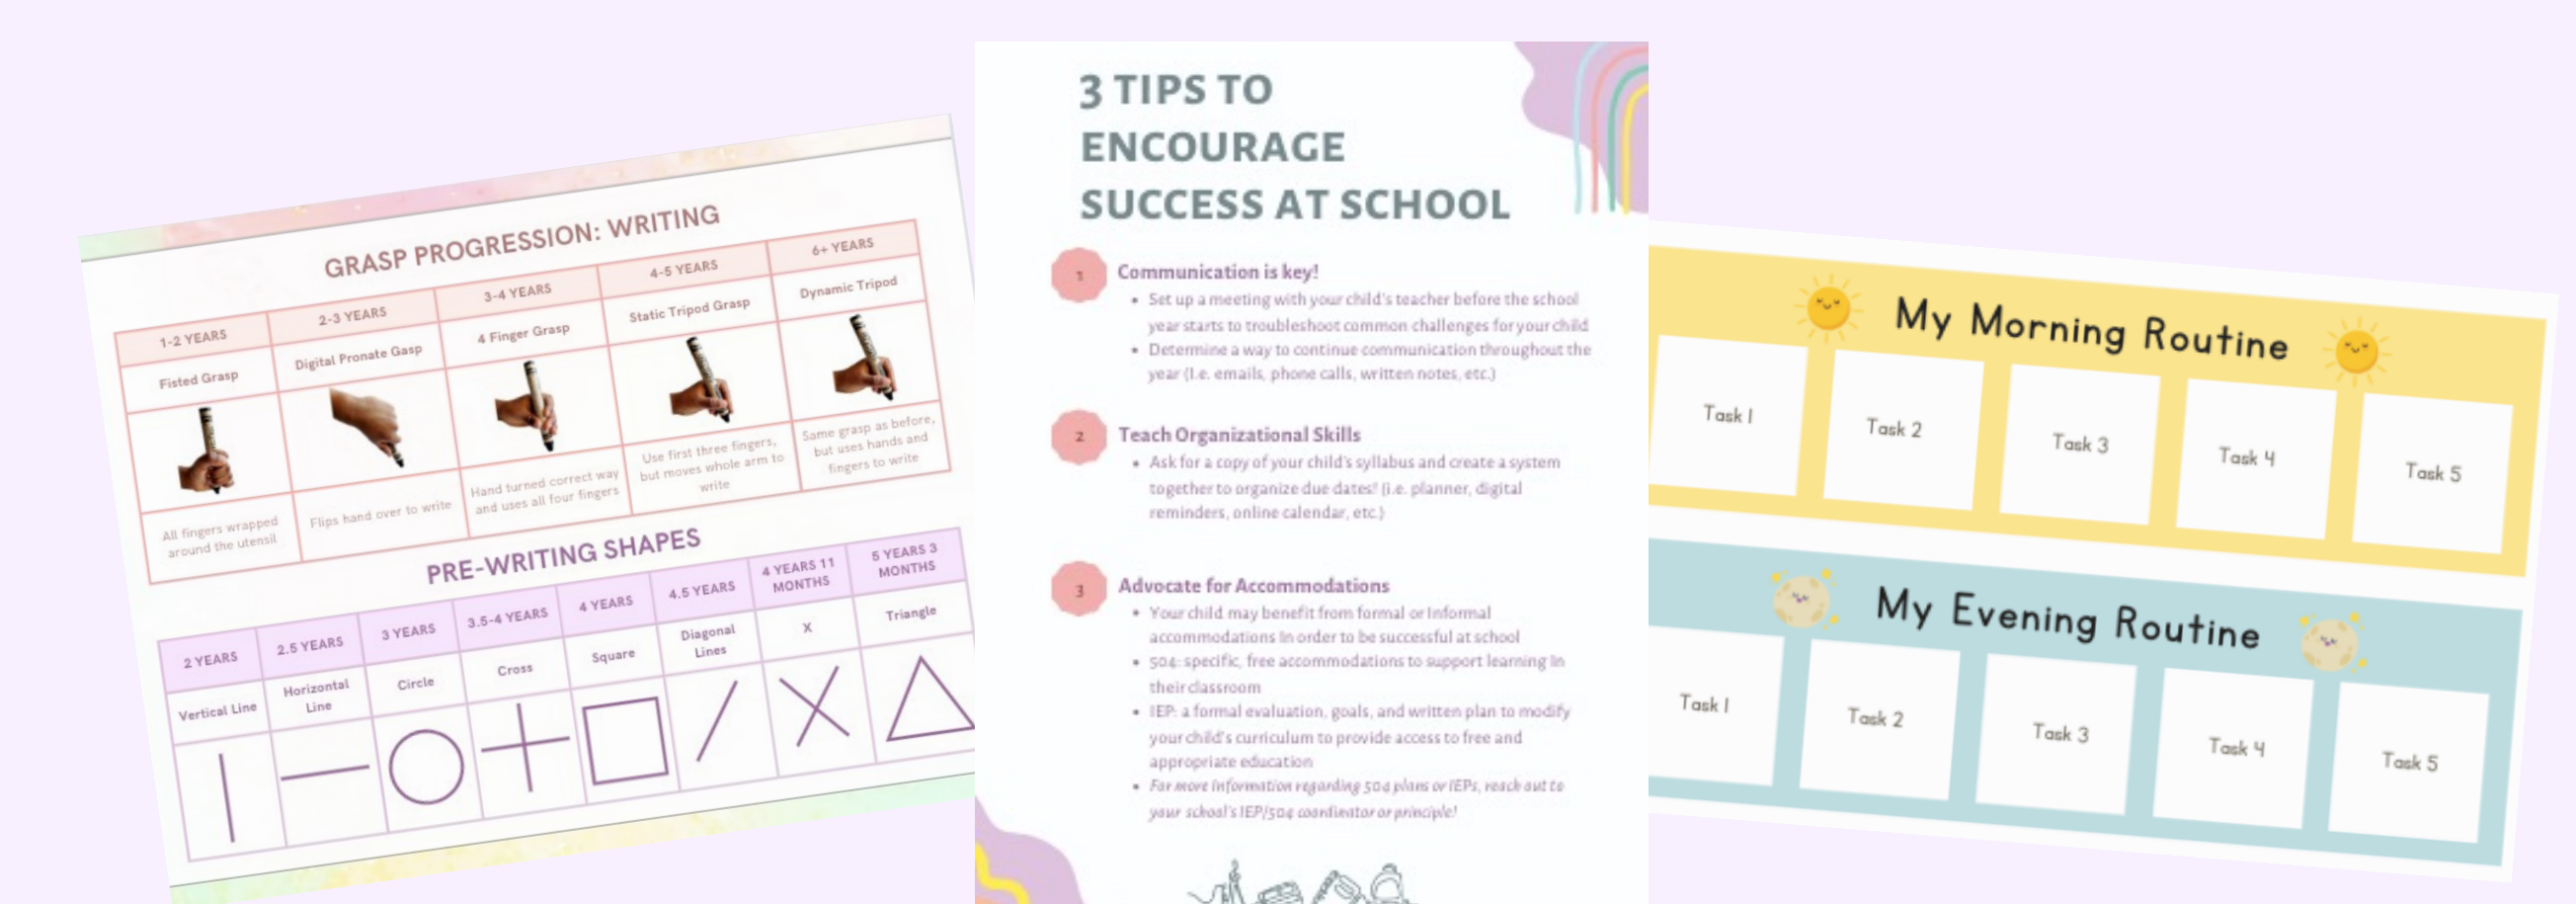 GRASP PROGRESSION: WRITING
1-2 YEARS
2-3 YEARS
3-4 YEARS
4-5 YEARS
6+ YEARS
Fisted Grasp
Digital Pronate Gasp
4 Finger Grasp
Static Tripod Grasp
Dynamic Tripod
All fingers wrapped
around the utensil
Flips hand over to write
Hand turned correct way
and uses all four fingers
Use first three fingers,
but moves whole arm to
write
Same grasp as before,
but uses hands and
fingers to write
PRE-WRITING SHAPES
2 YEARS
2.5 YEARS
3 YEARS
3.5-4 YEARS
4 YEARS
4.5 YEARS
4 YEARS 11
MONTHS
5 YEARS 3
MONTHS
Vertical Line
Horizontal
Line
Circle
Cross
Square
Diagonal
Lines
X
Triangle
3 TIPS TO
ENCOURAGE
SUCCESS AT SCHOOL
1
Communication is key!
• Set up a meeting with your child's teacher before the school
year starts to troubleshoot common challenges for your child
• Determine a way to continue communication throughout the
year (I.e. emails, phone calls, written notes, etc.)
2
Teach Organizational Skills
• Ask for a copy of your child's syllabus and create a system
together to organize due dates! (i.e. planner, digital
reminders, online calendar, etc.)
3
Advocate for Accommodations
• Your child may benefit from formal or informal
accommodations in order to be successful at school
• 504: specific, free accommodations to support learning in
their classroom
• IEP: a formal evaluation, goals, and written plan to modify
your child's curriculum to provide access to free and
appropriate education
• For more information regarding 504 plans or IEPs, reach out to
your school's IEP/504 coordinator or principle!
My Morning Routine
Task 1
Task 2
Task 3
Task 4
Task 5
My Evening Routine
Task 1
Task 2
Task 3
Task 4
Task 5